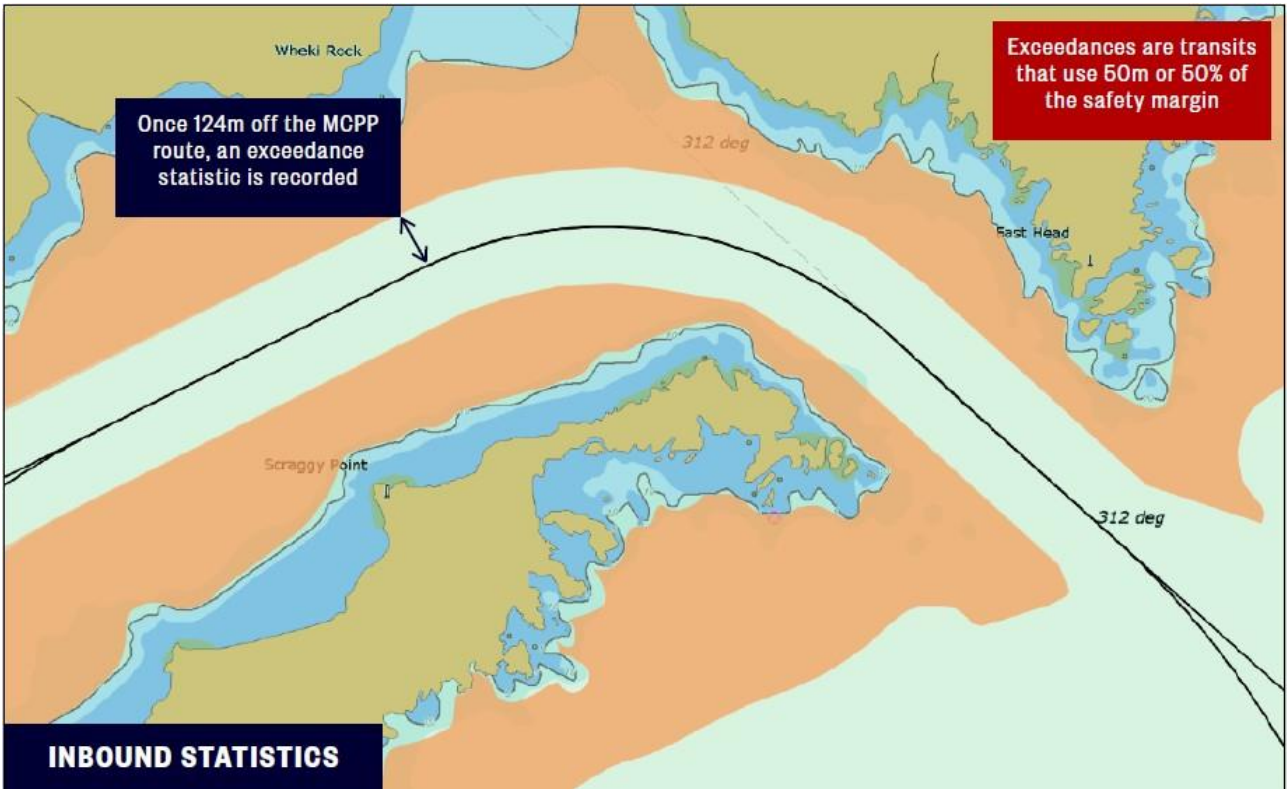 Wheki Rock
Exceedances are transits
that use 50m or 50% of
the safety margin
Once 124m off the MCPP
route, an exceedance
statistic is recorded
312 deg
East Head
Scraggy Point
312 deg
INBOUND STATISTICS